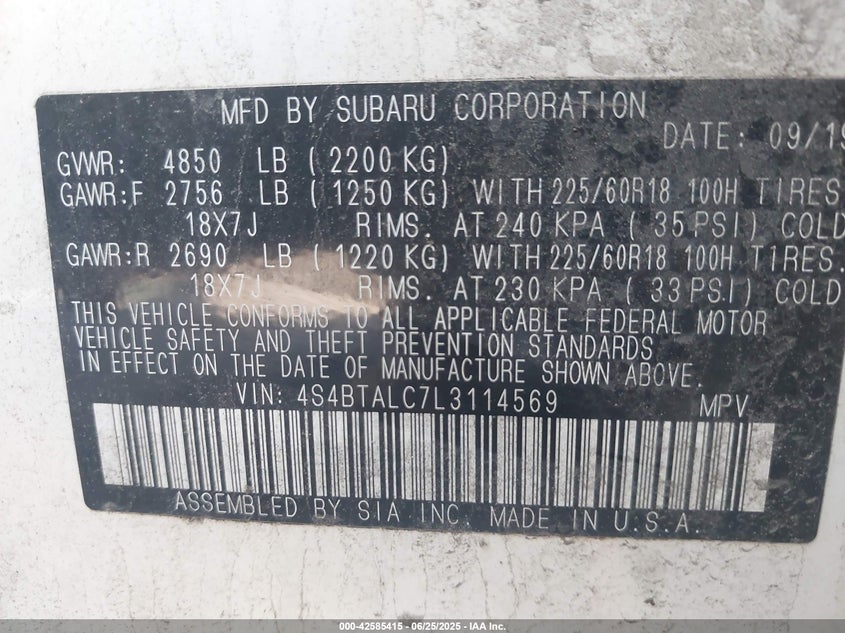 MFD BY SUBARU CORPORATION
DATE: 09/19
GVWR: 4850 LB ( 2200 KG)
GAWR:F 2756 LB ( 1250 KG) WITH 225/60R18 100H TIRES
18X7J RIMS. AT 240 KPA ( 35 PSI) COLD
GAWR:R 2690 LB ( 1220 KG) WITH 225/60R18 100H TIRES.
18X7J RIMS. AT 230 KPA ( 33 PSI) COLD
THIS VEHICLE CONFORMS TO ALL APPLICABLE FEDERAL MOTOR
VEHICLE SAFETY AND THEFT PREVENTION STANDARDS
IN EFFECT ON THE DATE OF MANUFACTURE SHOWN ABOVE.
VIN: 4S4BTALC7L3114569 MPV
ASSEMBLED BY SIA INC. MADE IN U.S.A.
000-42585415 - 06/25/2025 - IAA Inc.